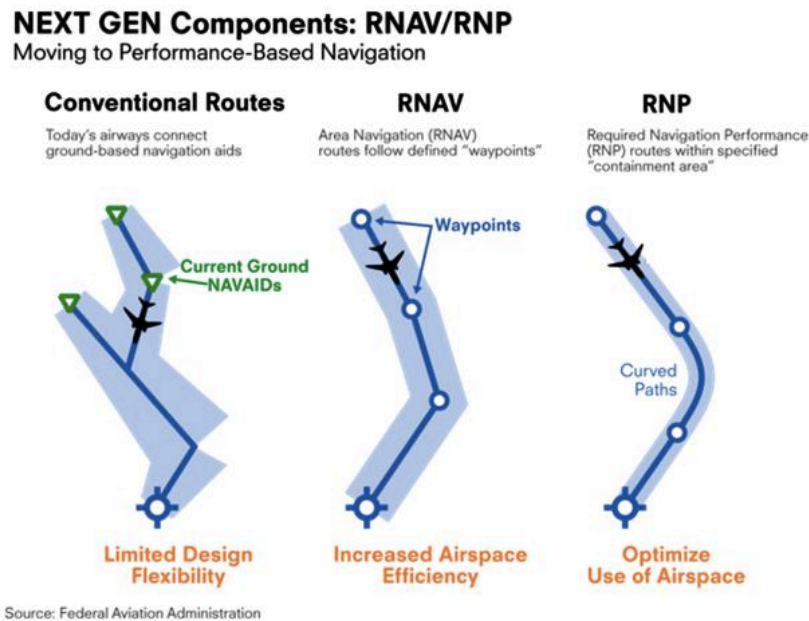 NEXT GEN Components: RNAV/RNP
Moving to Performance-Based Navigation
Conventional Routes
Today's airways connect
ground-based navigation aids
Current Ground
NAVAIDs
Limited Design
Flexibility
RNAV
Area Navigation (RNAV)
routes follow defined "waypoints"
Waypoints
Increased Airspace
Efficiency
RNP
Required Navigation Performance
(RNP) routes within specified
"containment area"
Curved
Paths
Optimize
Use of Airspace
Source: Federal Aviation Administration